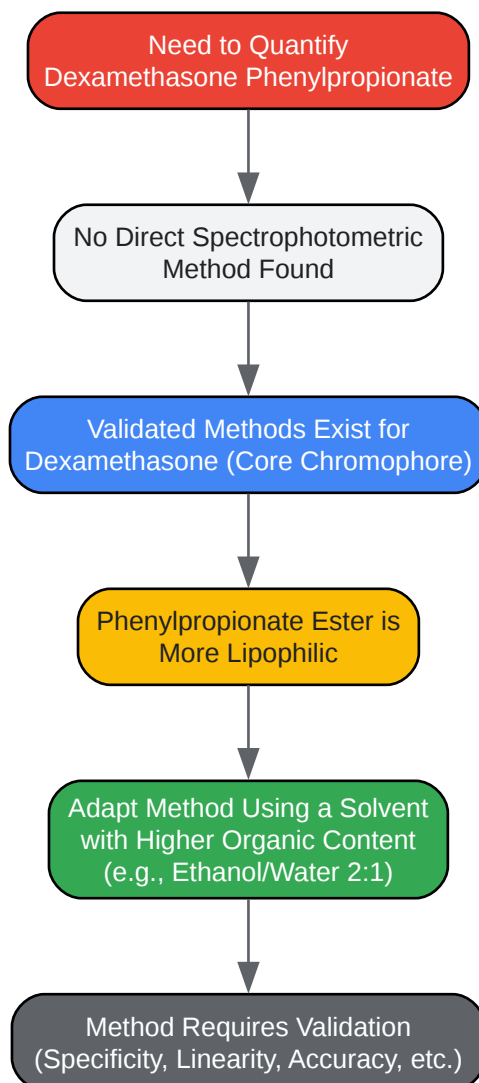 Need to Quantify
Dexamethasone Phenylpropionate
No Direct Spectrophotometric
Method Found
Validated Methods Exist for
Dexamethasone (Core Chromophore)
Phenylpropionate Ester is
More Lipophilic
Adapt Method Using a Solvent
with Higher Organic Content
(e.g., Ethanol/Water 2:1)
Method Requires Validation
(Specificity, Linearity, Accuracy, etc.)